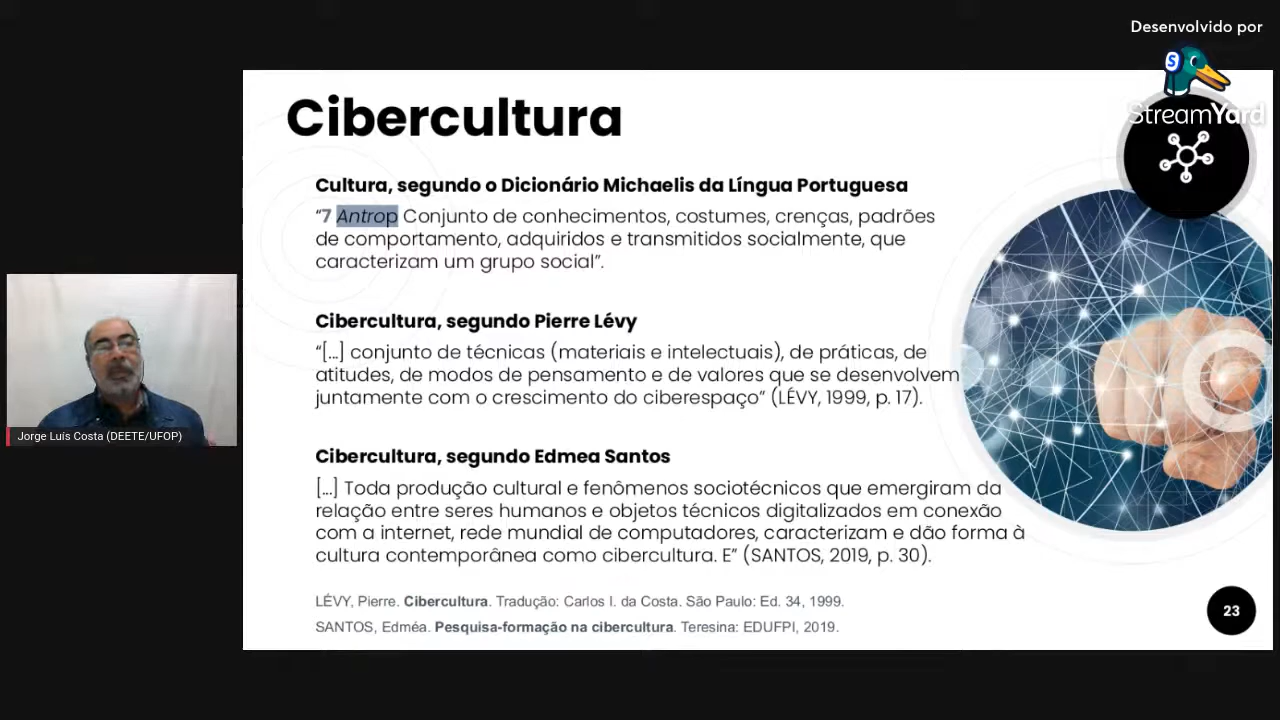 Desenvolvido por
StreamYard
Cibercultura
Cultura, segundo o Dicionário Michaelis da Língua Portuguesa
“7 Antrop Conjunto de conhecimentos, costumes, crenças, padrões
de comportamento, adquiridos e transmitidos socialmente, que
caracterizam um grupo social”.
Cibercultura, segundo Pierre Lévy
“[...] conjunto de técnicas (materiais e intelectuais), de práticas, de
atitudes, de modos de pensamento e de valores que se desenvolvem
juntamente com o crescimento do ciberespaço” (LÉVY, 1999, p. 17).
Cibercultura, segundo Edmea Santos
[...] Toda produção cultural e fenômenos sociotécnicos que emergiram da
relação entre seres humanos e objetos técnicos digitalizados em conexão
com a internet, rede mundial de computadores, caracterizam e dão forma à
cultura contemporânea como cibercultura. E” (SANTOS, 2019, p. 30).
LÉVY, Pierre. Cibercultura. Tradução: Carlos I. da Costa. São Paulo: Ed. 34, 1999.
SANTOS, Edméa. Pesquisa-formação na cibercultura. Teresina: EDUFPI, 2019.
23
Jorge Luís Costa (DEETE/UFOP)